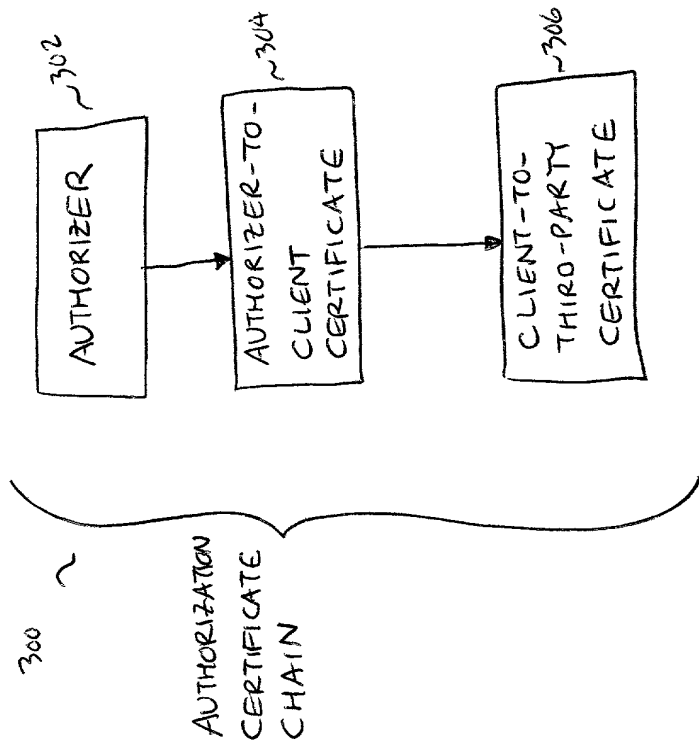 300 ~
AUTHORIZATION
CERTIFICATE
CHAIN
AUTHORIZER
~302
AUTHORIZER-TO-
CLIENT
CERTIFICATE
~304
CLIENT-TO-
THIRD-PARTY
CERTIFICATE
~306